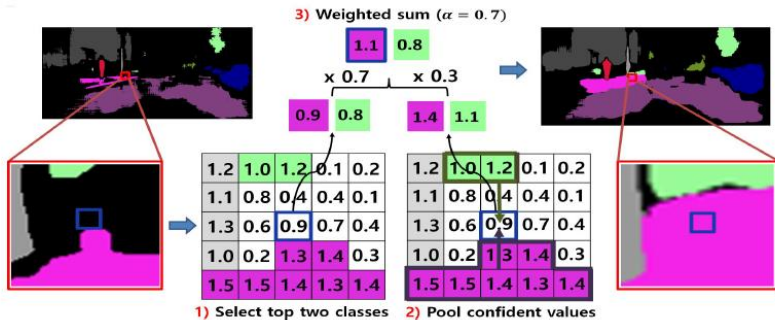 3) Weighted sum (α = 0.7)
1.1 0.8
x 0.7 x 0.3
0.9 0.8 1.4 1.1
1.2 1.0 1.2 0.1 0.2
1.1 0.8 0.4 0.4 0.1
1.3 0.6 0.9 0.7 0.4
1.0 0.2 1.3 1.4 0.3
1.5 1.5 1.4 1.3 1.4
1.2 1.0 1.2 0.1 0.2
1.1 0.8 0.4 0.4 0.1
1.3 0.6 0.9 0.7 0.4
1.0 0.2 1.3 1.4 0.3
1.5 1.5 1.4 1.3 1.4
1) Select top two classes
2) Pool confident values